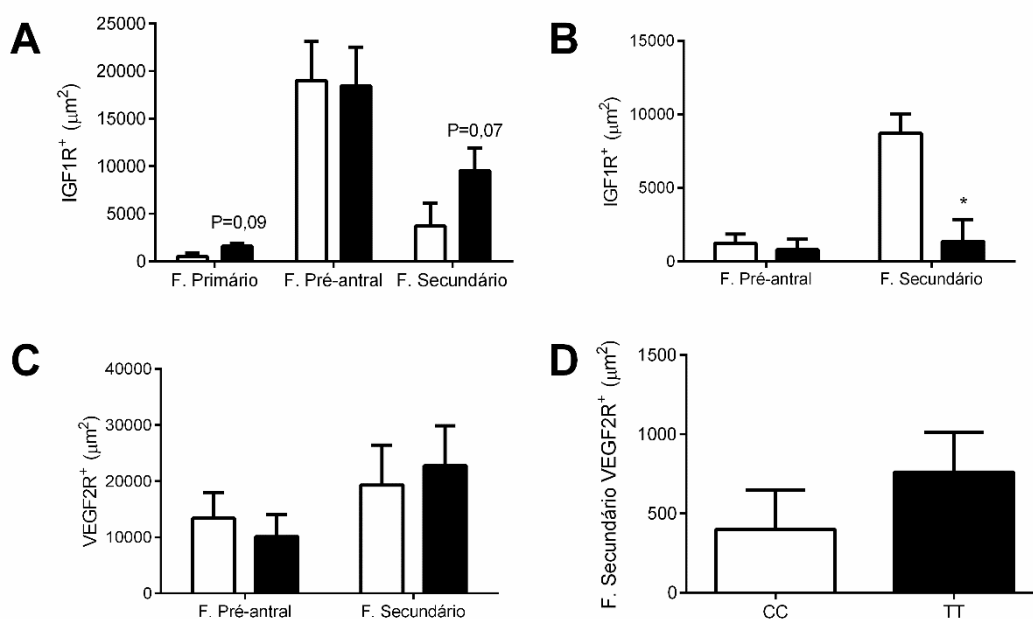 A
IGF1R+ (μm2)
25000
20000
15000
10000
5000
0
P=0,09
P=0,07
F. Primário
F. Pré-antral
F. Secundário
B
IGF1R+ (μm2)
15000
10000
5000
0
*
F. Pré-antral
F. Secundário
C
VEGF2R+ (μm2)
40000
30000
20000
10000
0
F. Pré-antral
F. Secundário
D
F. Secundário VEGF2R+ (μm2)
1500
1000
500
0
CC
TT